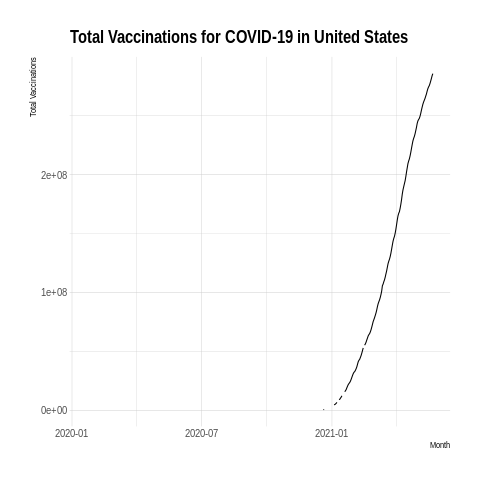 Total Vaccinations for COVID-19 in United States
Total Vaccinations
2e+08
1e+08
0e+00
2020-01
2020-07
2021-01
Month